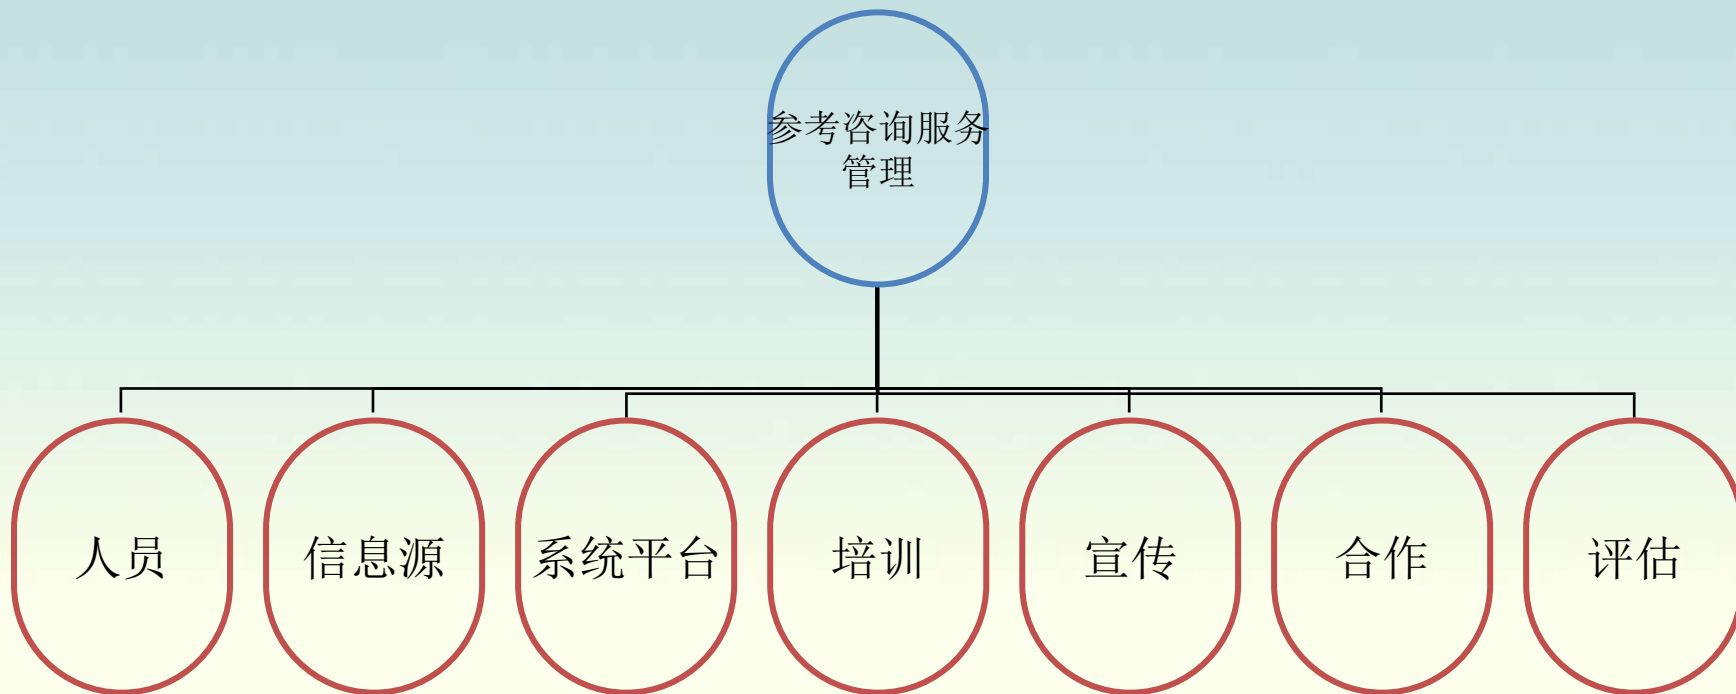 参考咨询服务
管理
人员
信息源
系统平台
培训
宣传
合作
评估